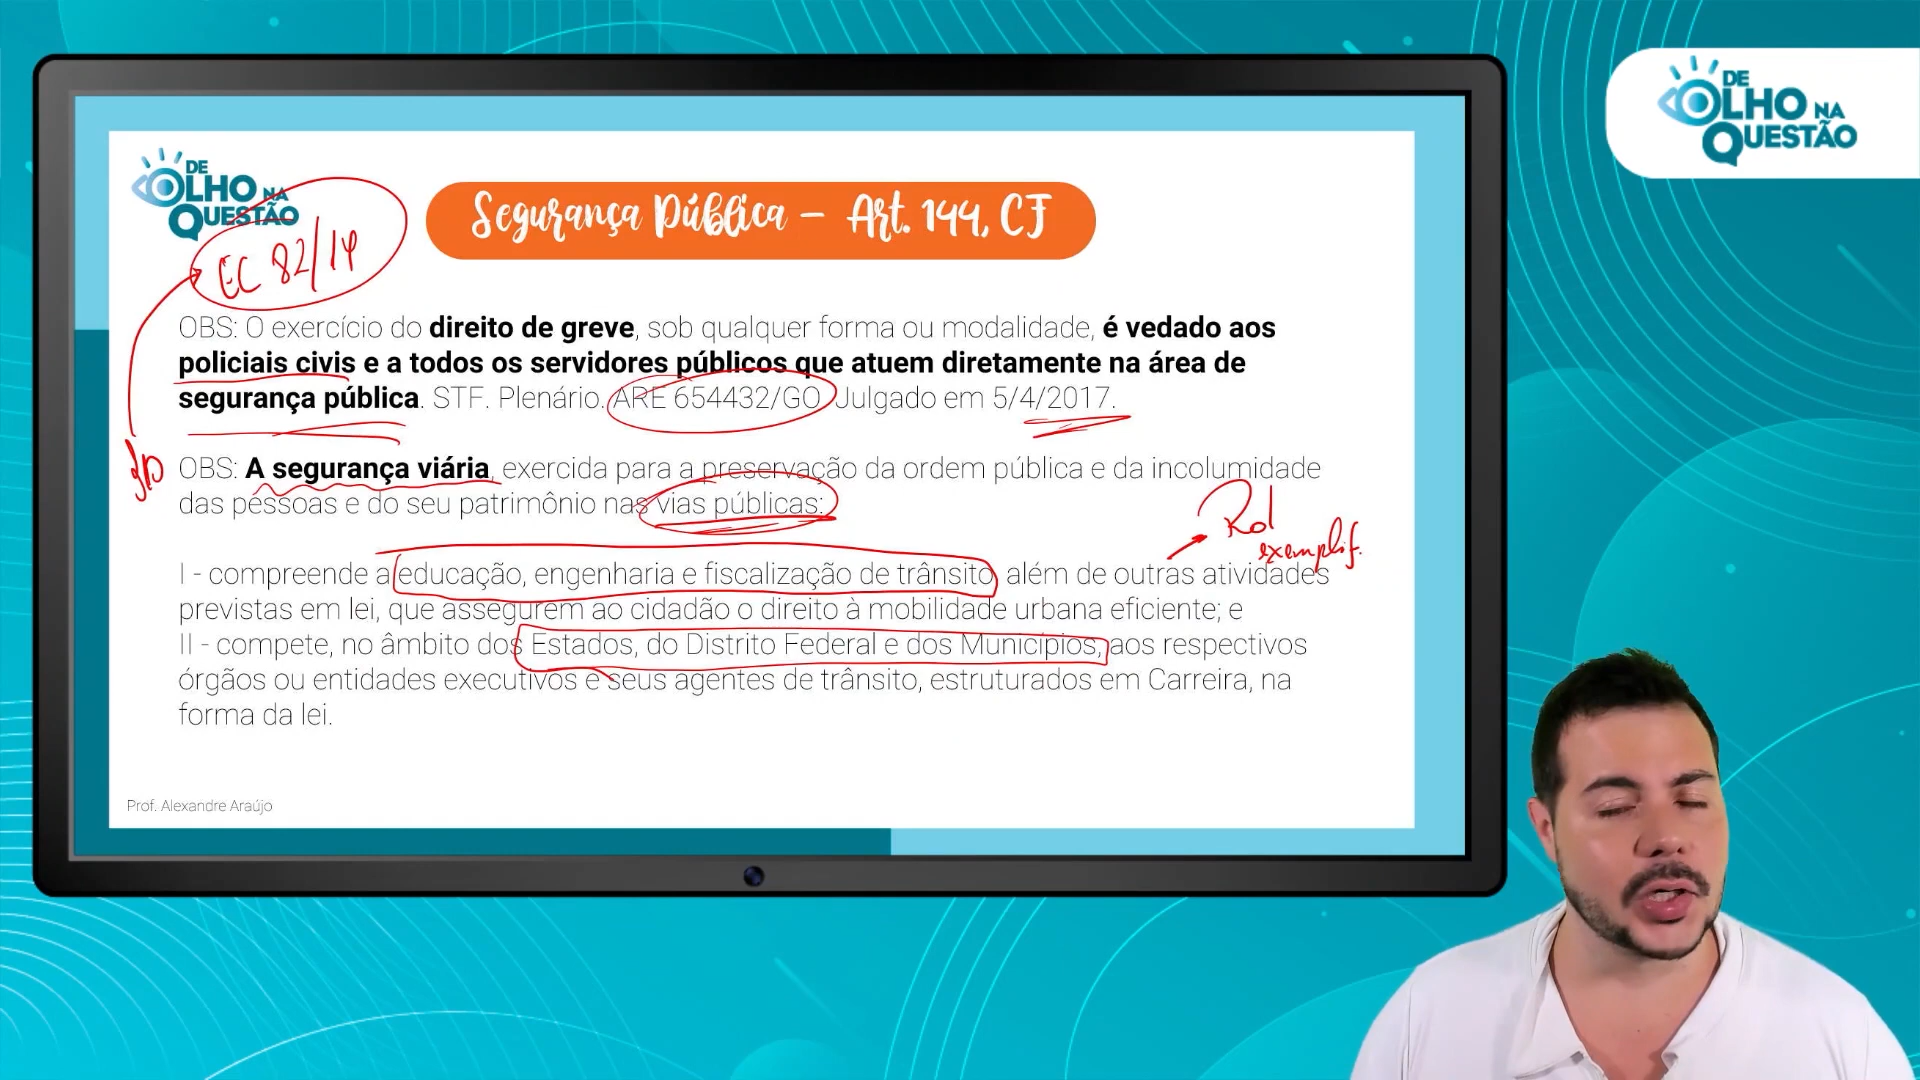 DE
OLHO NA
QUESTÃO
DE
OLHO NA
QUESTÃO
Segurança Pública – Art. 144, CF
EC 82/14
OBS: O exercício do direito de greve, sob qualquer forma ou modalidade, é vedado aos
policiais civis e a todos os servidores públicos que atuem diretamente na área de
segurança pública. STF. Plenário. ARE 654432/GO. Julgado em 5/4/2017.
OBS: A segurança viária, exercida para a preservação da ordem pública e da incolumidade
das pessoas e do seu patrimônio nas vias públicas:
Rol
exemplif.
I - compreende a educação, engenharia e fiscalização de trânsito, além de outras atividades
previstas em lei, que assegurem ao cidadão o direito à mobilidade urbana eficiente; e
II - compete, no âmbito dos Estados, do Distrito Federal e dos Municípios, aos respectivos
órgãos ou entidades executivos e seus agentes de trânsito, estruturados em Carreira, na
forma da lei.
Prof. Alexandre Araújo